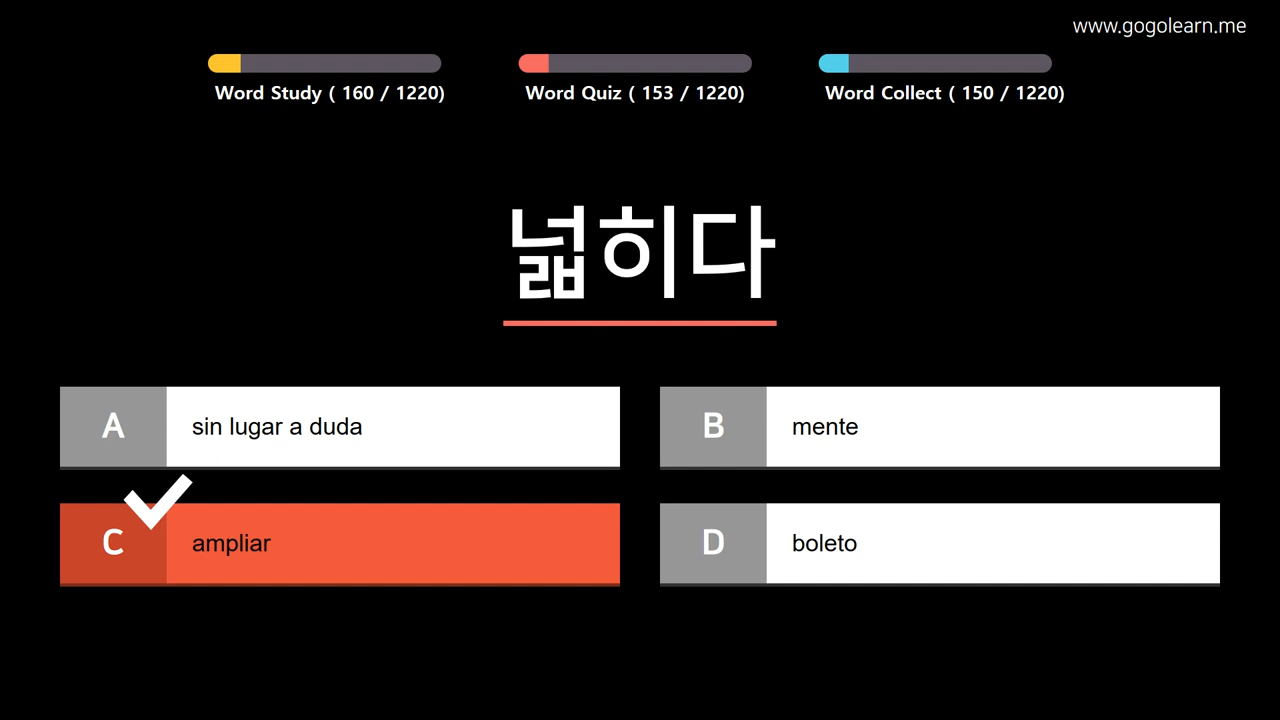 www.gogolearn.me
Word Study ( 160 / 1220)
Word Quiz ( 153 / 1220)
Word Collect ( 150 / 1220)
넓히다
A
sin lugar a duda
B
mente
C
ampliar
D
boleto